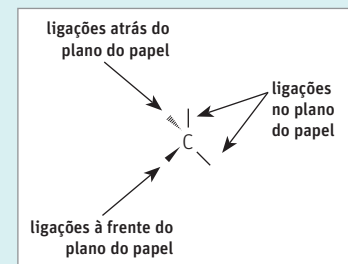 ligações atrás do
plano do papel
ligações
no plano
do papel
C
ligações à frente do
plano do papel